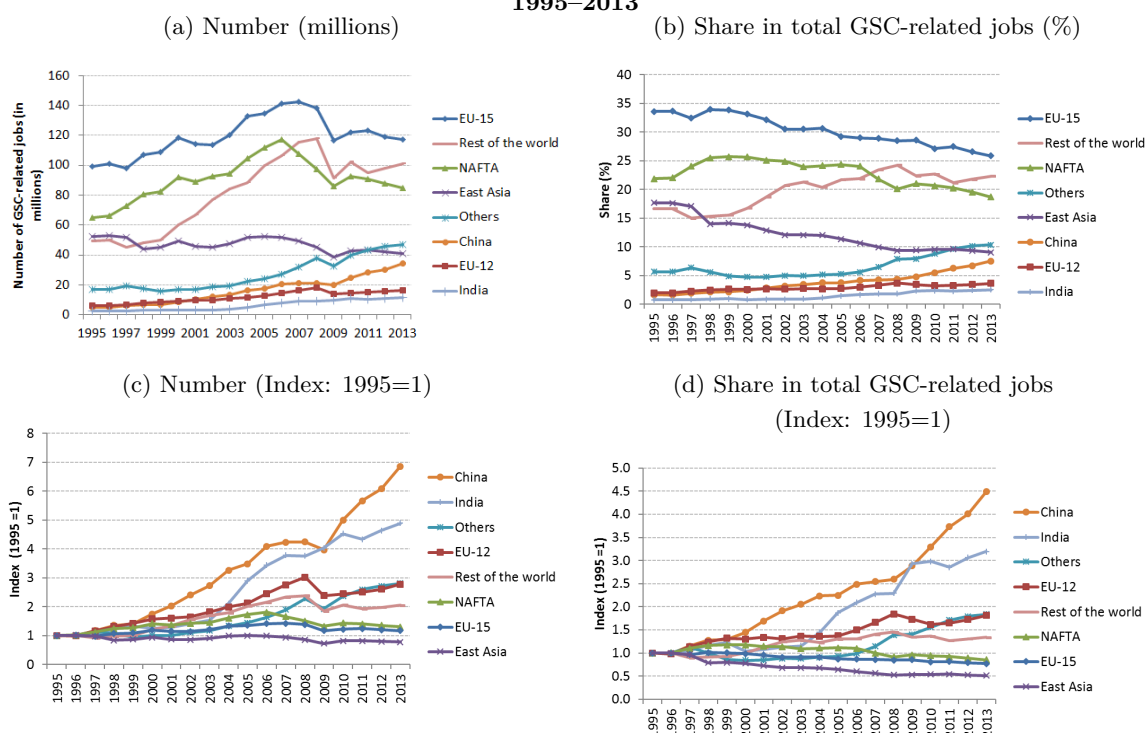 1995–2013
(a) Number (millions)
Number of GSC-related jobs (in millions)
160
140
120
100
80
60
40
20
0
1995 1997 1999 2001 2003 2005 2007 2009 2011 2013
EU-15
Rest of the world
NAFTA
East Asia
Others
China
EU-12
India
(b) Share in total GSC-related jobs (%)
Share (%)
40
35
30
25
20
15
10
5
0
1995 1996 1997 1998 1999 2000 2001 2002 2003 2004 2005 2006 2007 2008 2009 2010 2011 2012 2013
EU-15
Rest of the world
NAFTA
Others
East Asia
China
EU-12
India
(c) Number (Index: 1995=1)
Index (1995 =1)
8
7
6
5
4
3
2
1
0
1995 1996 1997 1998 1999 2000 2001 2002 2003 2004 2005 2006 2007 2008 2009 2010 2011 2012 2013
China
India
Others
EU-12
Rest of the world
NAFTA
EU-15
East Asia
(d) Share in total GSC-related jobs
(Index: 1995=1)
Index (1995 =1)
5.0
4.5
4.0
3.5
3.0
2.5
2.0
1.5
1.0
0.5
0.0
1995 1996 1997 1998 1999 2000 2001 2002 2003 2004 2005 2006 2007 2008 2009 2010 2011 2012 2013
China
India
Others
EU-12
Rest of the world
NAFTA
EU-15
East Asia